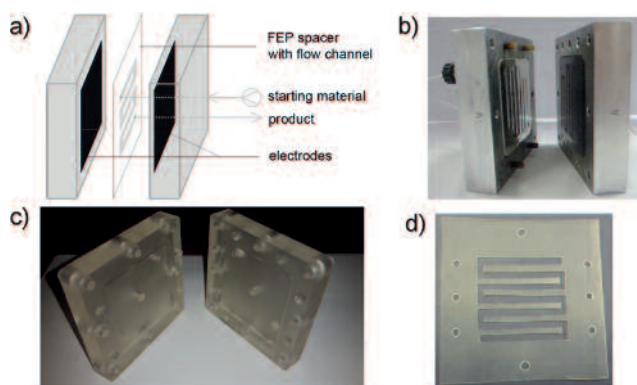 a)
FEP spacer
with flow channel
starting material
product
electrodes
b)
A
c)
d)